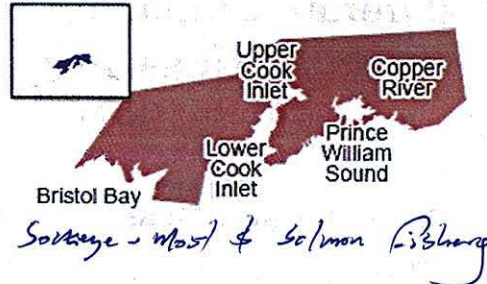 Upper
Cook
Inlet
Copper
River
Lower
Cook
Inlet
Prince
William
Sound
Bristol Bay
Sockeye - most $ salmon fishery